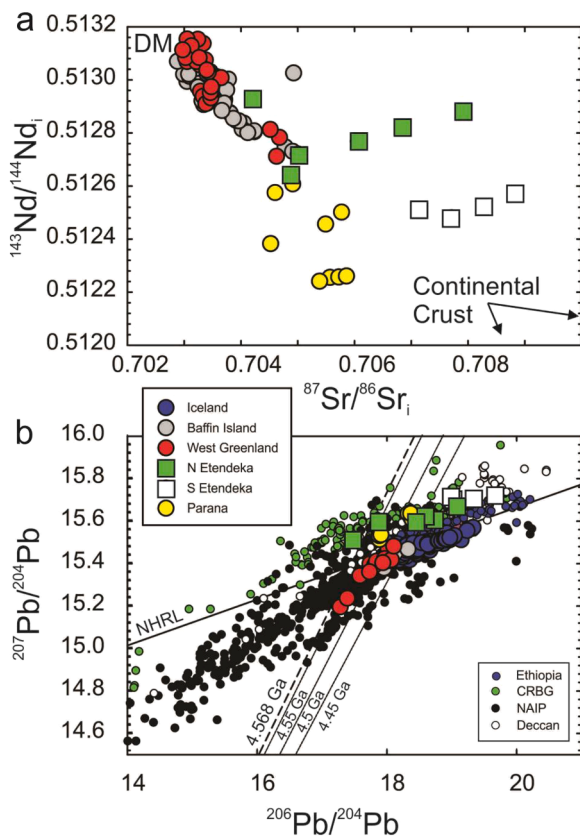 a
0.5132
DM
0.5130
0.5128
0.5126
0.5124
0.5122
0.5120
143Nd/144Ndi
Continental
Crust
0.702 0.704 0.706 0.708
87Sr/86Sri
Iceland
Baffin Island
West Greenland
N Etendeka
S Etendeka
Parana
b
16.0
15.8
15.6
15.4
15.2
15.0
14.8
14.6
207Pb/204Pb
NHRL
4.568 Ga
4.55 Ga
4.5 Ga
4.45 Ga
Ethiopia
CRBG
NAIP
Deccan
14 16 18 20
206Pb/204Pb